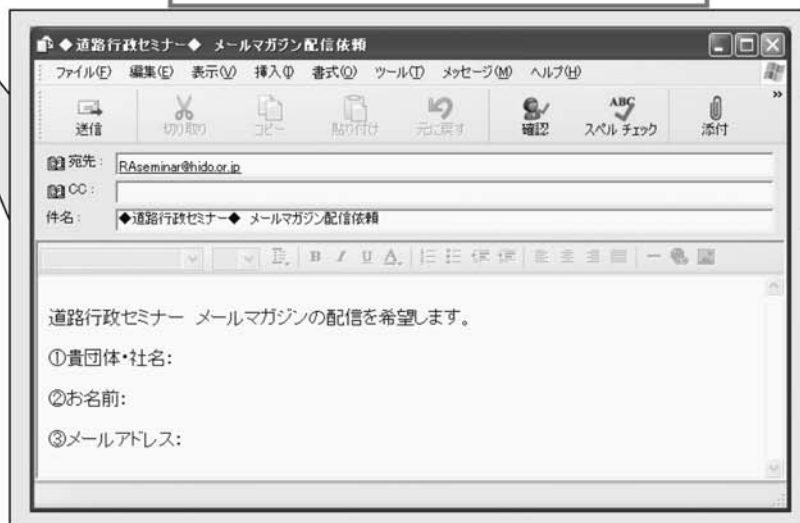 ◆道路行政セミナー◆ メールマガジン配信依頼
ファイル(F) 編集(E) 表示(V) 挿入(I) 書式(O) ツール(T) メッセージ(M) ヘルプ(H)
送信 切り取り コピー 貼り付け 元に戻す 確認 ABC スペル チェック 添付 »
宛先: RAseminar@hido.or.jp
CC:
件名: ◆道路行政セミナー◆ メールマガジン配信依頼
B I U A
道路行政セミナー メールマガジンの配信を希望します。
①貴団体・社名:
②お名前:
③メールアドレス: